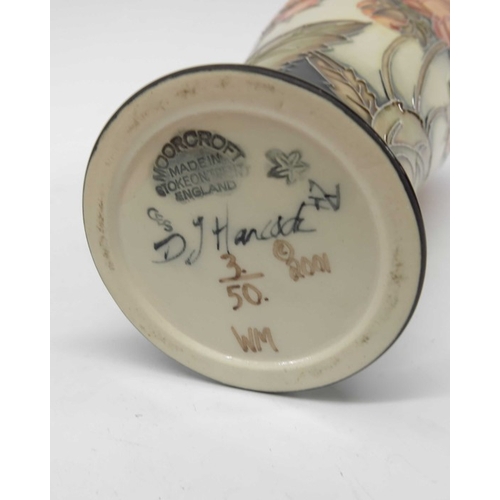 MOORCROFT
MADE IN
STOKE ON TRENT
ENGLAND
D J Hancock
3.
50.
© 2001
WM